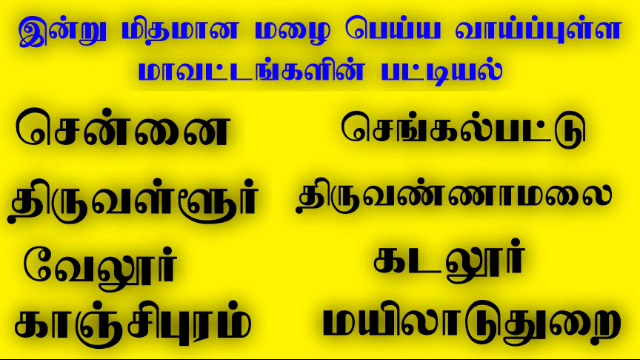 இன்று மிதமான மழை பெய்ய வாய்ப்புள்ள
மாவட்டங்களின் பட்டியல்
சென்னை செங்கல்பட்டு
திருவள்ளூர் திருவண்ணாமலை
வேலூர் கடலூர்
காஞ்சிபுரம் மயிலாடுதுறை